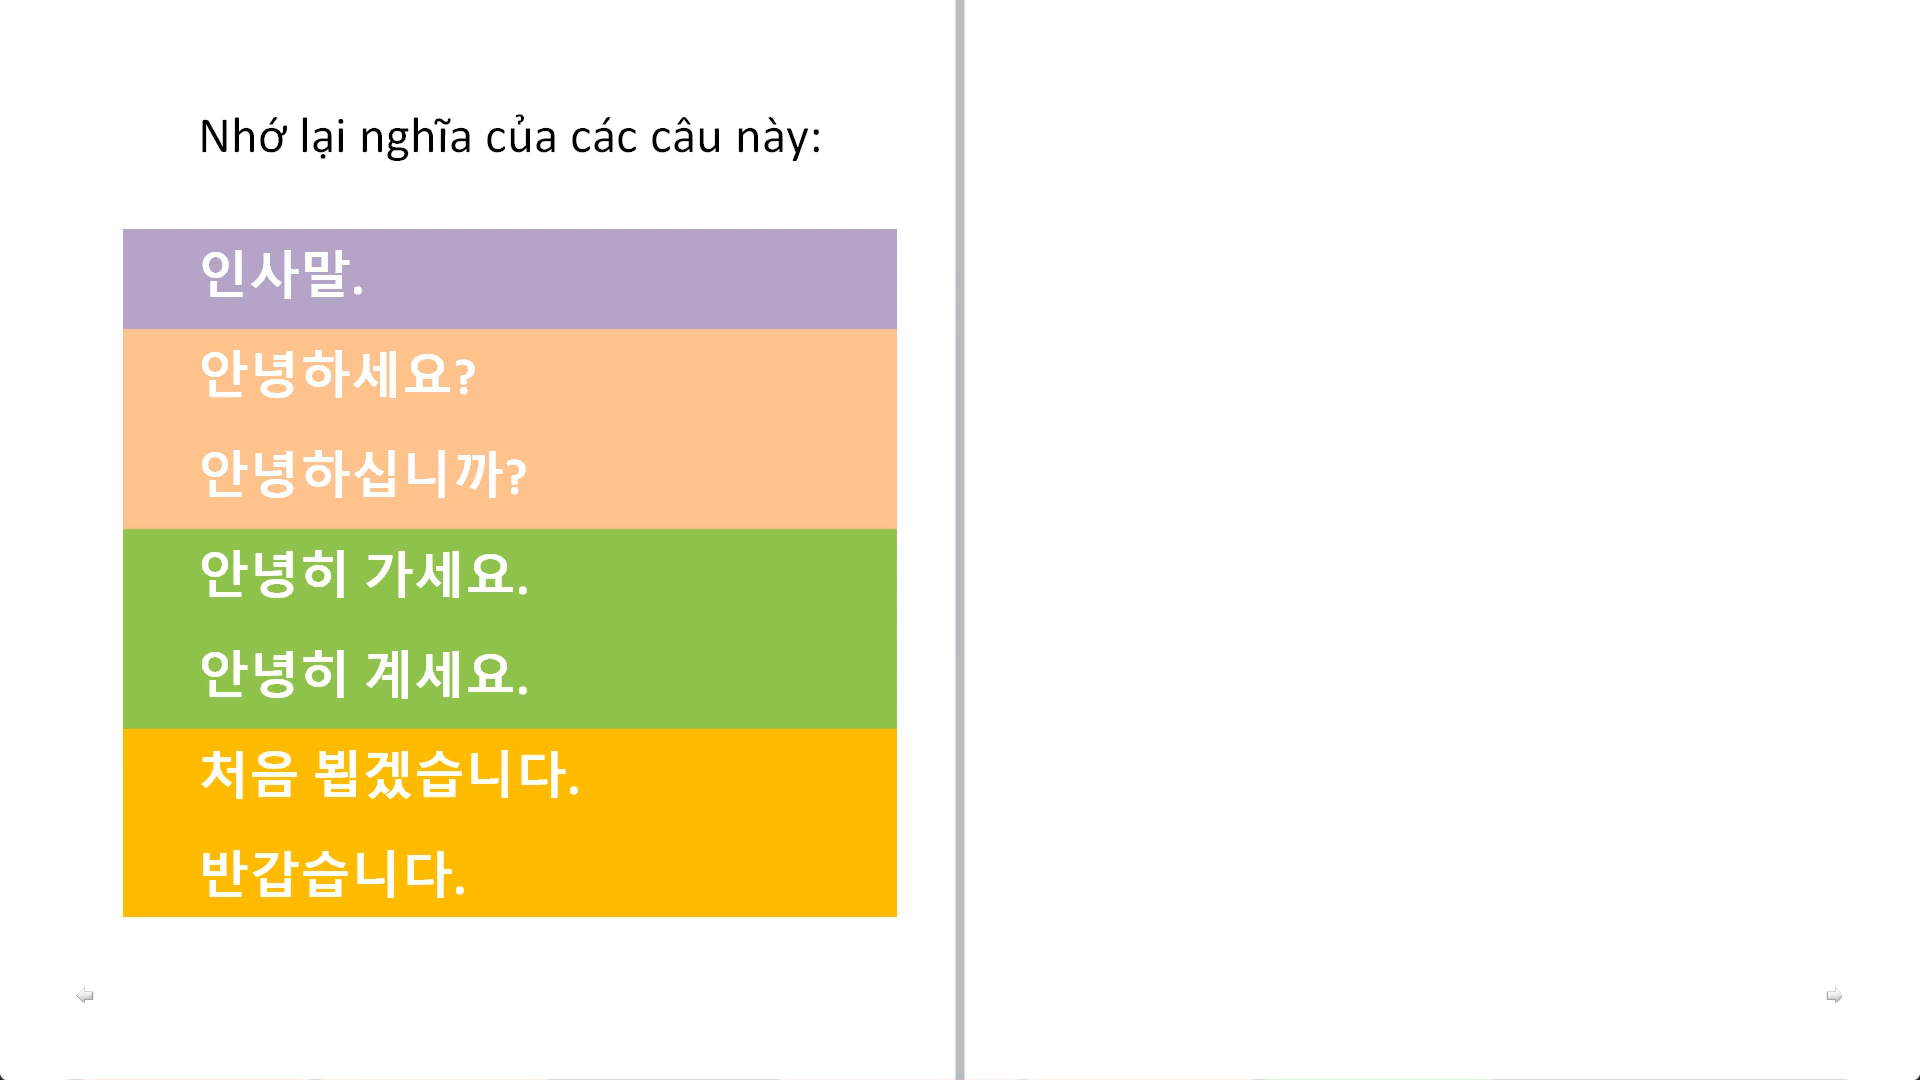 Nhớ lại nghĩa của các câu này:
인사말.
안녕하세요?
안녕하십니까?
안녕히 가세요.
안녕히 계세요.
처음 뵙겠습니다.
반갑습니다.